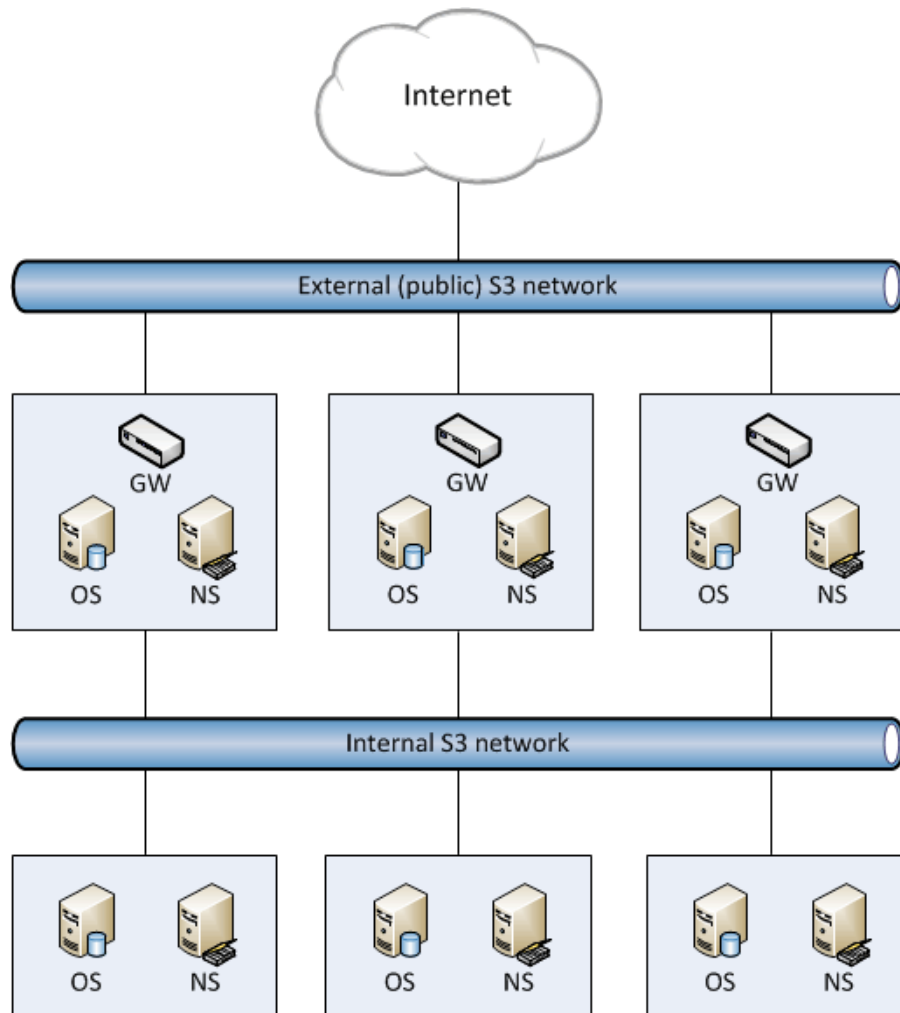 Internet
External (public) S3 network
GW
GW
GW
OS
NS
OS
NS
OS
NS
Internal S3 network
OS
NS
OS
NS
OS
NS